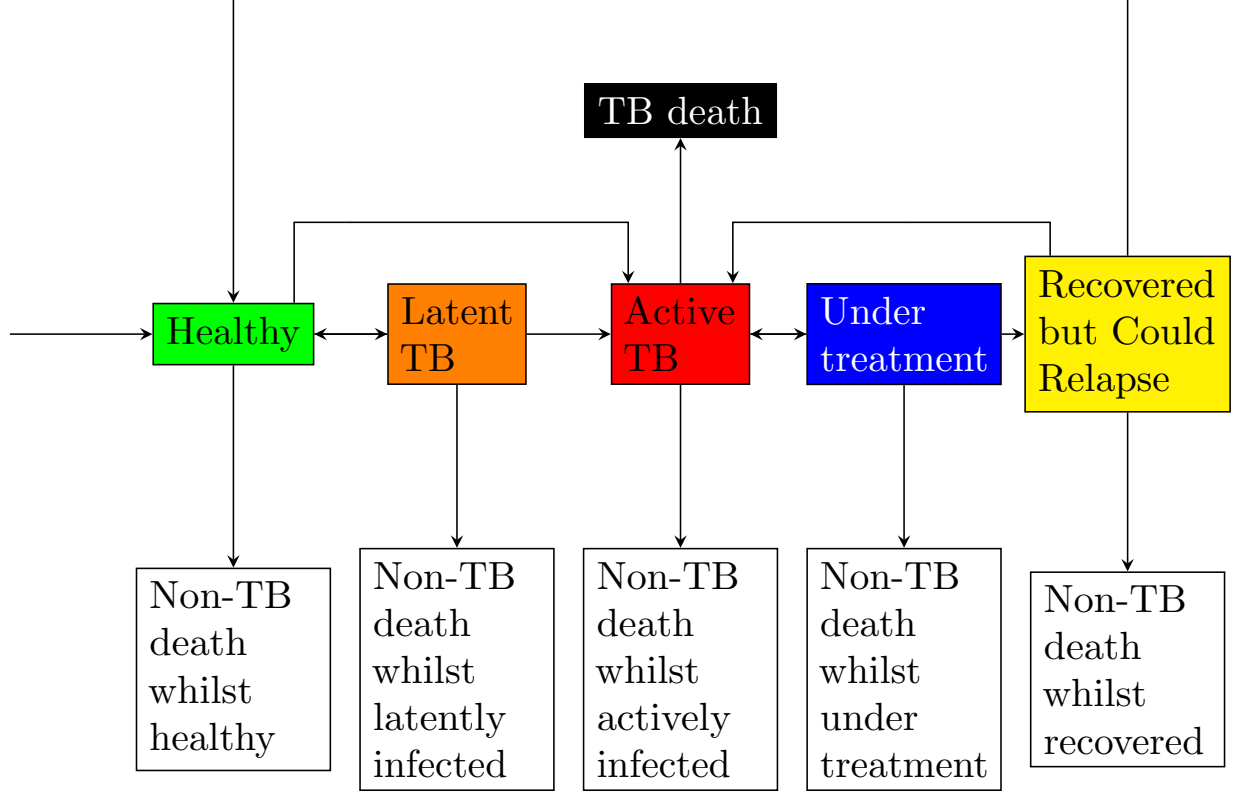 TB death
Healthy
Latent
TB
Active
TB
Under
treatment
Recovered
but Could
Relapse
Non-TB
death
whilst
healthy
Non-TB
death
whilst
latently
infected
Non-TB
death
whilst
actively
infected
Non-TB
death
whilst
under
treatment
Non-TB
death
whilst
recovered